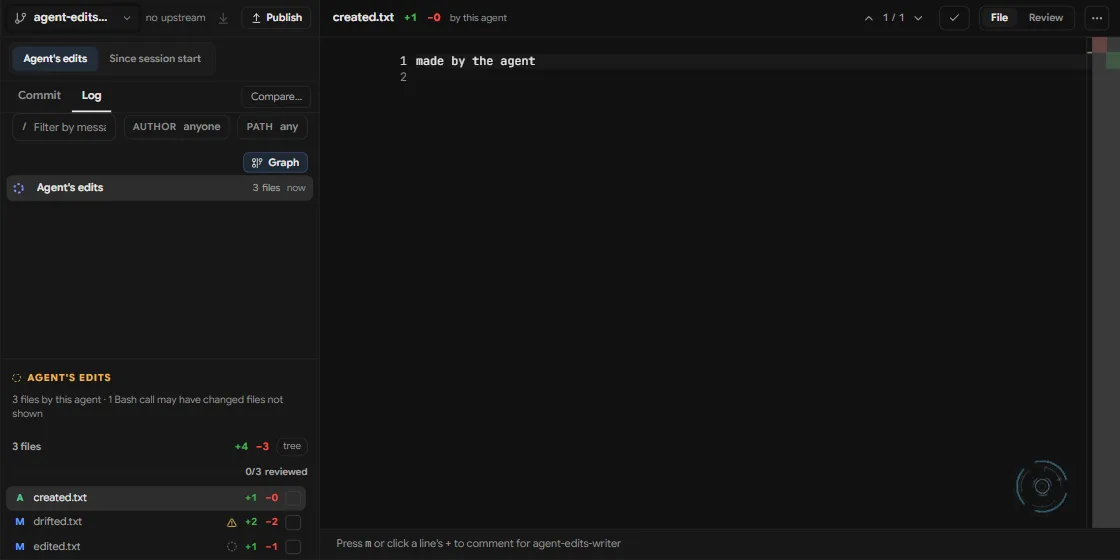 agent-edits... no upstream Publish
Agent's edits Since session start
Commit Log Compare...
/ Filter by messa AUTHOR anyone PATH any
Graph
Agent's edits 3 files now
AGENT'S EDITS
3 files by this agent · 1 Bash call may have changed files not
shown
3 files +4 −3 tree
0/3 reviewed
A created.txt +1 −0
M drifted.txt +2 −2
M edited.txt +1 −1
created.txt +1 −0 by this agent 1 / 1 File Review ...
1 made by the agent
2
Press m or click a line's + to comment for agent-edits-writer